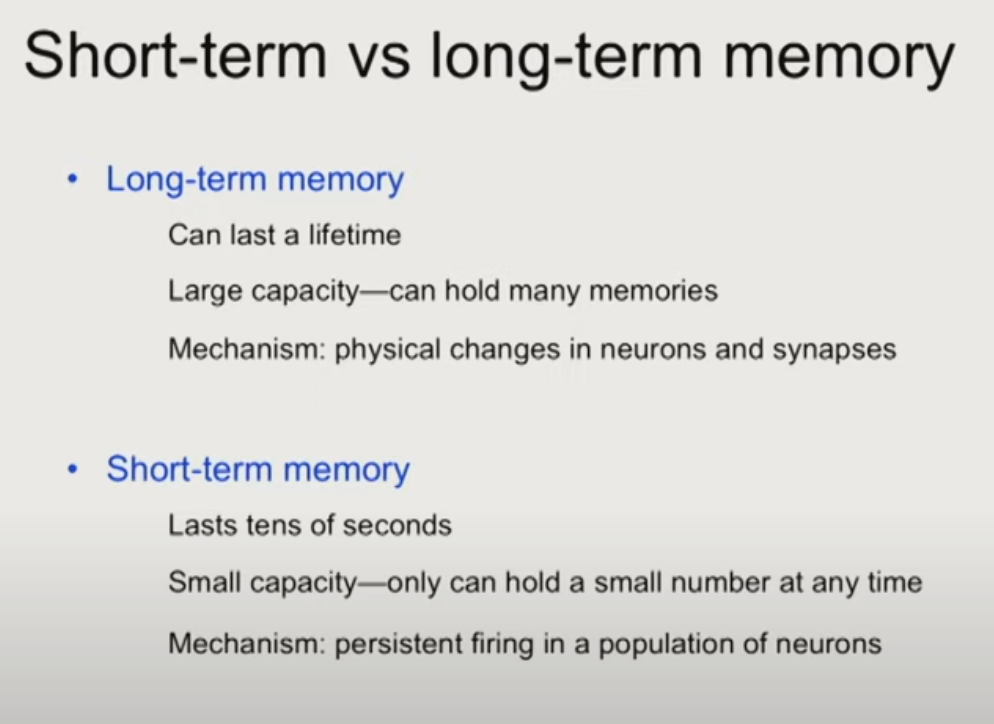 Short-term vs long-term memory
• Long-term memory
Can last a lifetime
Large capacity—can hold many memories
Mechanism: physical changes in neurons and synapses
• Short-term memory
Lasts tens of seconds
Small capacity—only can hold a small number at any time
Mechanism: persistent firing in a population of neurons